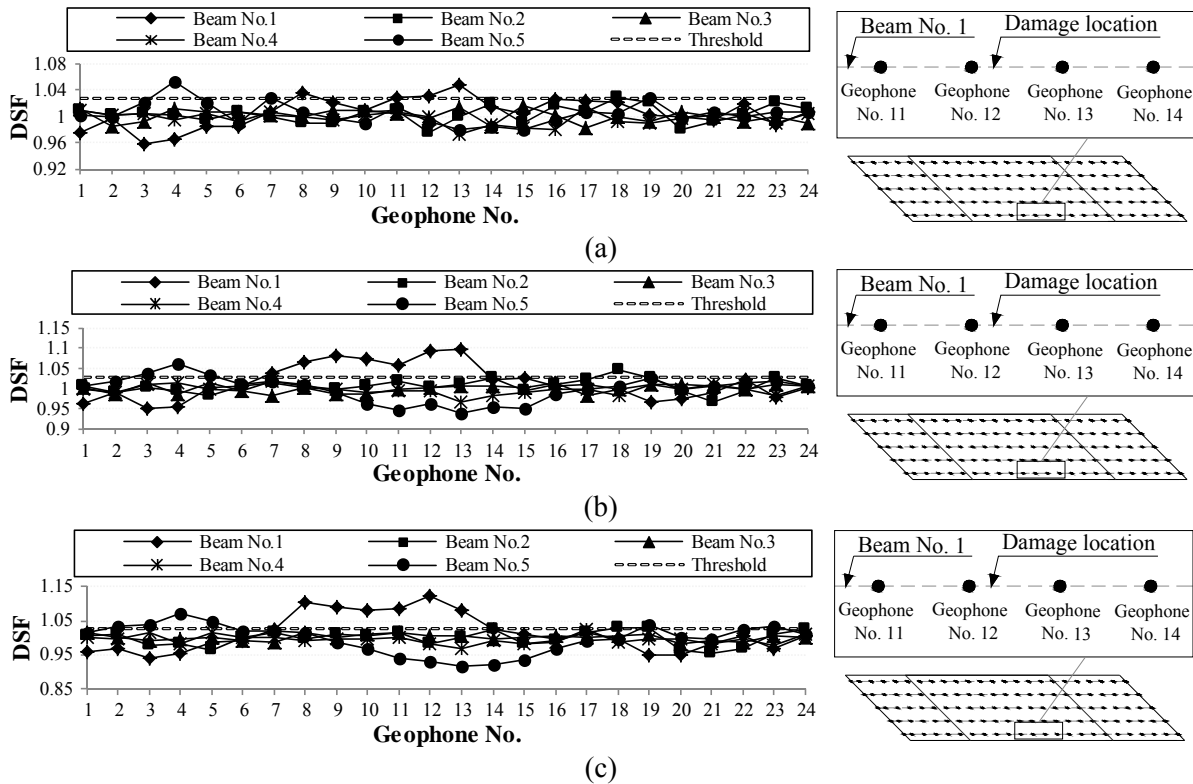 Beam No.1 Beam No.2 Beam No.3
Beam No.4 Beam No.5 Threshold
DSF
1.08
1.04
1
0.96
0.92
1 2 3 4 5 6 7 8 9 10 11 12 13 14 15 16 17 18 19 20 21 22 23 24
Geophone No.
Beam No. 1 Damage location
Geophone Geophone Geophone Geophone
No. 11 No. 12 No. 13 No. 14
(a)
Beam No.1 Beam No.2 Beam No.3
Beam No.4 Beam No.5 Threshold
DSF
1.15
1.1
1.05
1
0.95
0.9
1 2 3 4 5 6 7 8 9 10 11 12 13 14 15 16 17 18 19 20 21 22 23 24
Geophone No.
Beam No. 1 Damage location
Geophone Geophone Geophone Geophone
No. 11 No. 12 No. 13 No. 14
(b)
Beam No.1 Beam No.2 Beam No.3
Beam No.4 Beam No.5 Threshold
DSF
1.15
1.05
0.95
0.85
1 2 3 4 5 6 7 8 9 10 11 12 13 14 15 16 17 18 19 20 21 22 23 24
Geophone No.
Beam No. 1 Damage location
Geophone Geophone Geophone Geophone
No. 11 No. 12 No. 13 No. 14
(c)